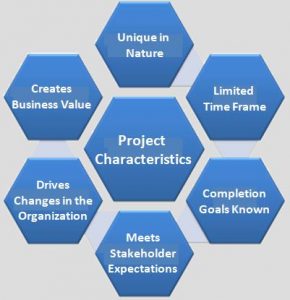 Unique in
Nature
Creates
Business Value
Limited
Time Frame
Project
Characteristics
Drives
Changes in the
Organization
Completion
Goals Known
Meets
Stakeholder
Expectations